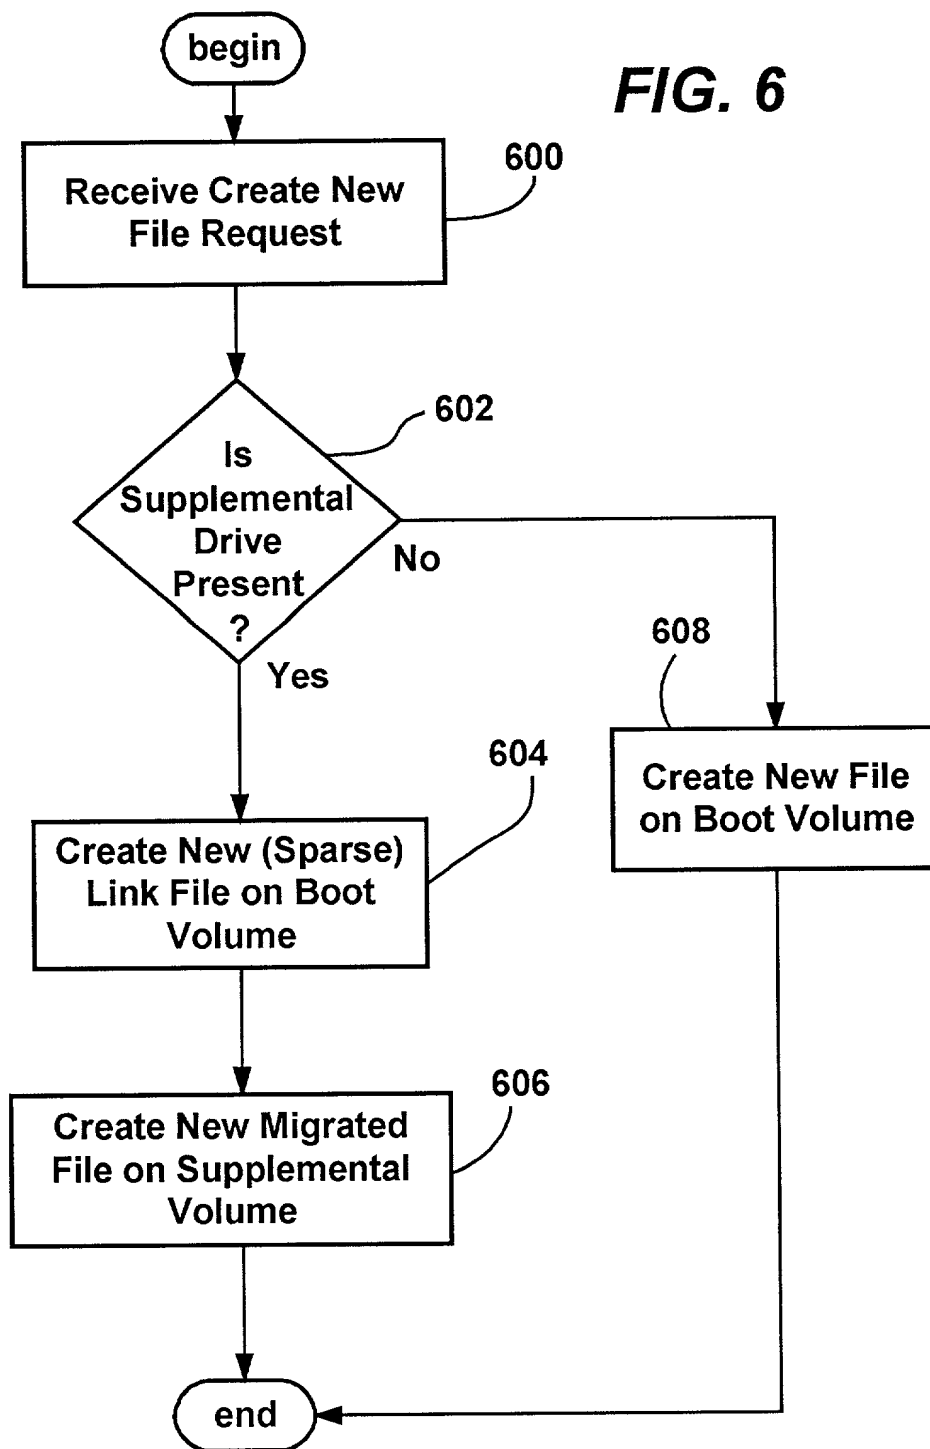 begin
FIG. 6
600
Receive Create New
File Request
602
Is
Supplemental
Drive
Present
?
No
Yes
608
Create New File
on Boot Volume
604
Create New (Sparse)
Link File on Boot
Volume
606
Create New Migrated
File on Supplemental
Volume
end